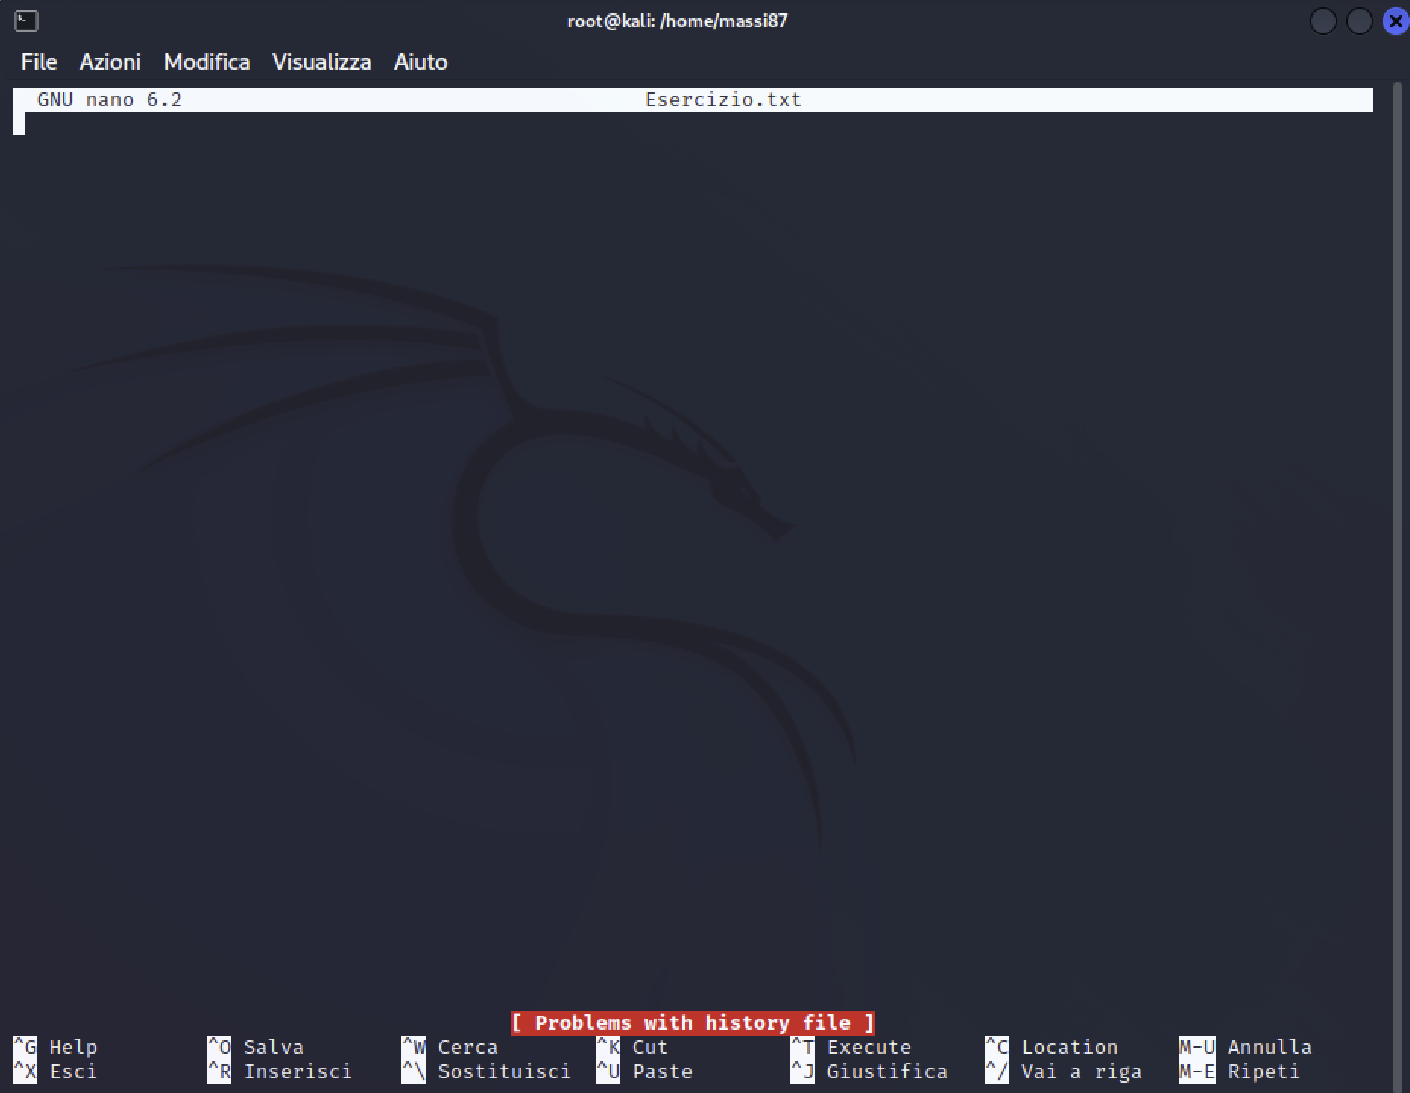 root@kali: /home/massi87
File Azioni Modifica Visualizza Aiuto
GNU nano 6.2 Esercizio.txt
[ Problems with history file ]
^G Help ^O Salva ^W Cerca ^K Cut ^T Execute ^C Location M-U Annulla
^X Esci ^R Inserisci ^\ Sostituisci ^U Paste ^J Giustifica ^/ Vai a riga M-E Ripeti